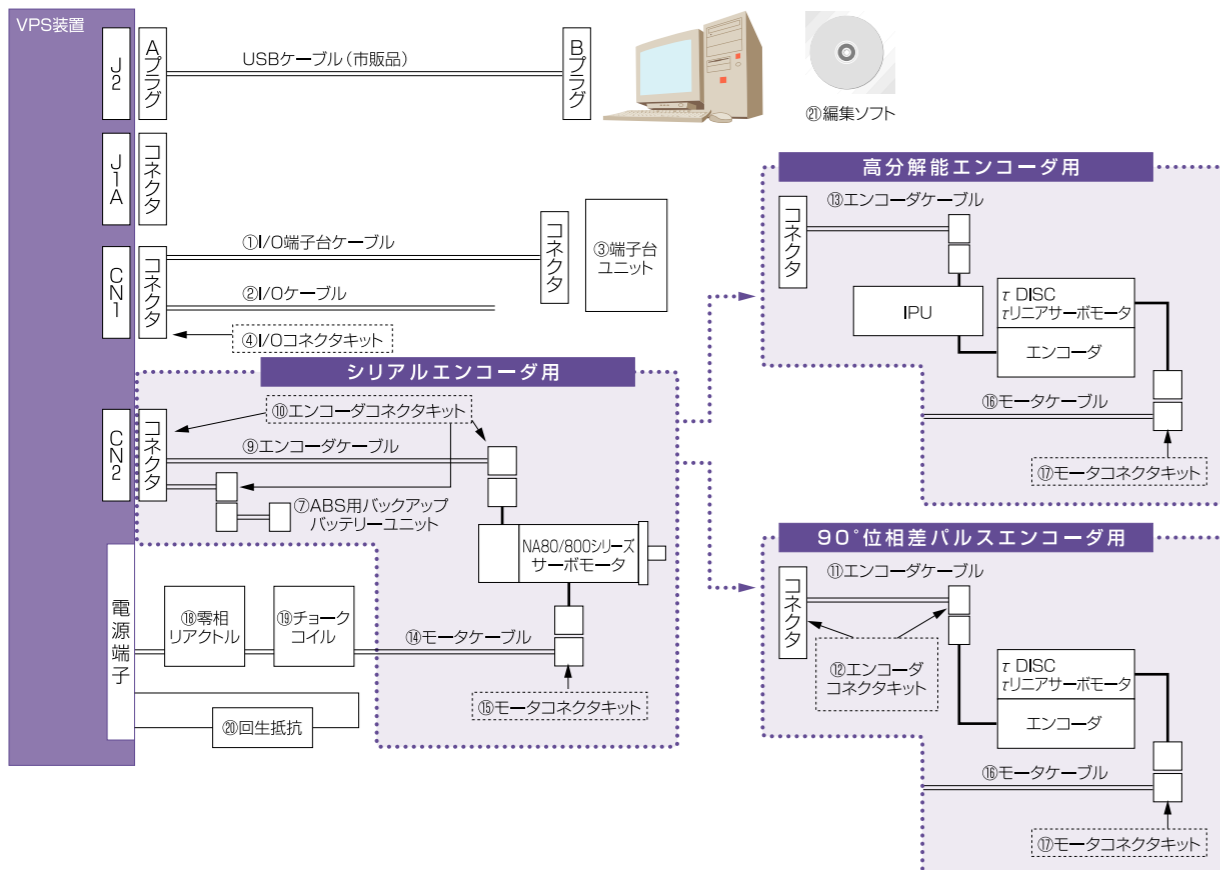 VPS装置
J2
Aプラグ
USBケーブル（市販品）
Bプラグ
㉑編集ソフト
J1A
コネクタ
CN1
コネクタ
①I/O端子台ケーブル
コネクタ
③端子台
ユニット
②I/Oケーブル
④I/Oコネクタキット
シリアルエンコーダ用
CN2
コネクタ
⑩エンコーダコネクタキット
⑨エンコーダケーブル
⑦ABS用バックアップ
バッテリーユニット
NA80/800シリーズ
サーボモータ
電源端子
⑱零相
リアクトル
⑲チョーク
コイル
⑭モータケーブル
⑮モータコネクタキット
⑳回生抵抗
高分解能エンコーダ用
コネクタ
⑬エンコーダケーブル
IPU
τ DISC
τリニアサーボモータ
エンコーダ
⑯モータケーブル
⑰モータコネクタキット
90°位相差パルスエンコーダ用
コネクタ
⑪エンコーダケーブル
⑫エンコーダ
コネクタキット
τ DISC
τリニアサーボモータ
エンコーダ
⑯モータケーブル
⑰モータコネクタキット